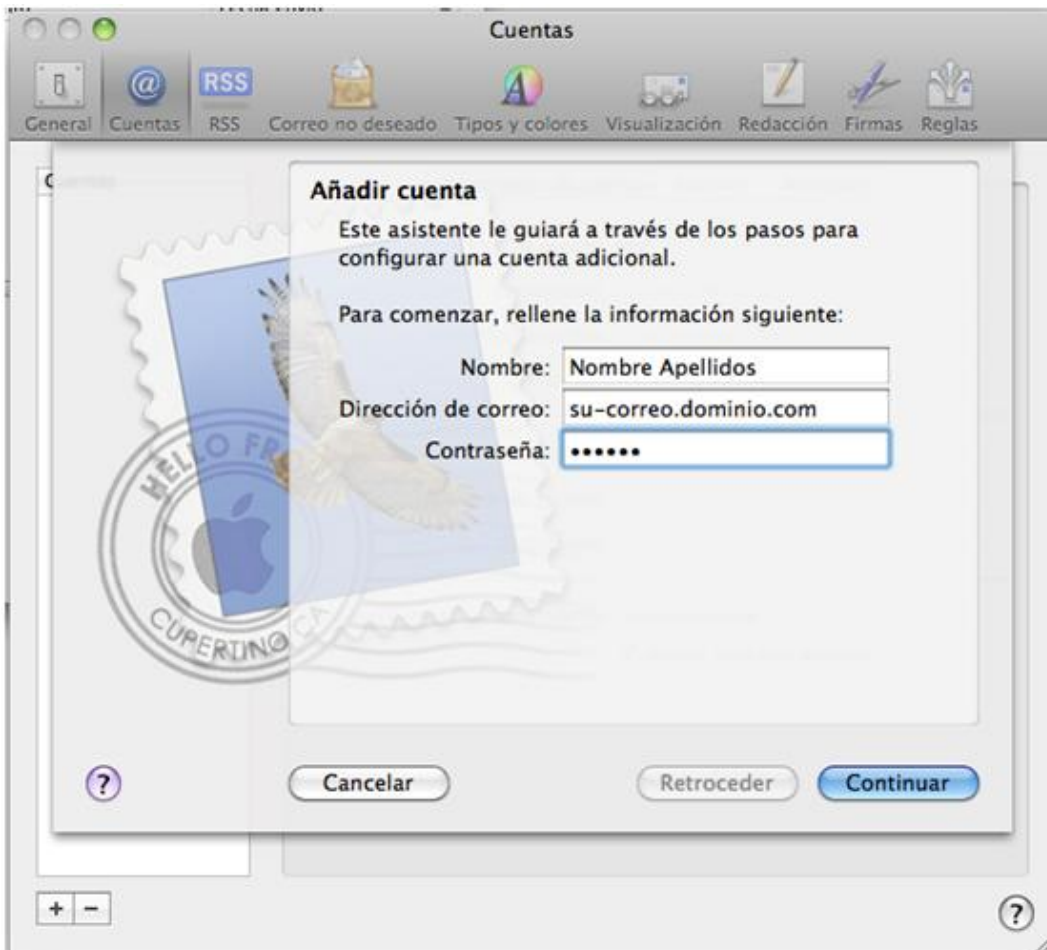 Cuentas
RSS
General Cuentas RSS Correo no deseado Tipos y colores Visualización Redacción Firmas Reglas
Añadir cuenta
Este asistente le guiará a través de los pasos para
configurar una cuenta adicional.
Para comenzar, rellene la información siguiente:
Nombre: Nombre Apellidos
Dirección de correo: su-correo.dominio.com
Contraseña: ••••••
HELLO FR
CUPERTINO CA
? Cancelar Retroceder Continuar
+ − ?